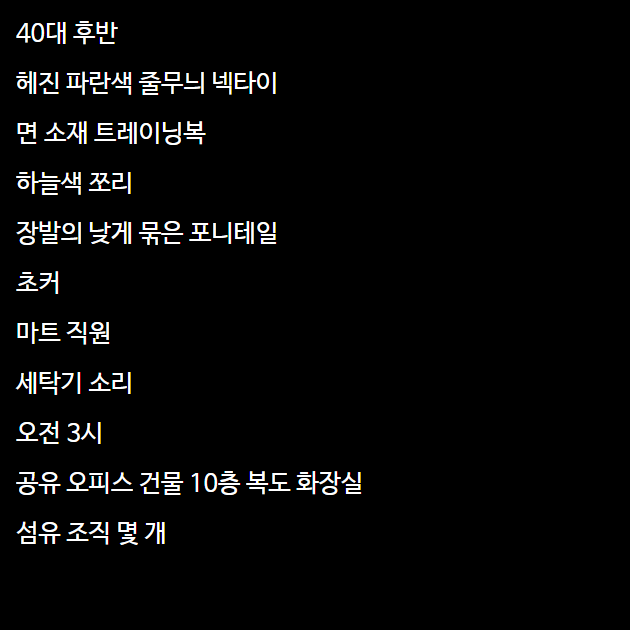 40대 후반
헤진 파란색 줄무늬 넥타이
면 소재 트레이닝복
하늘색 쪼리
장발의 낮게 묶은 포니테일
초커
마트 직원
세탁기 소리
오전 3시
공유 오피스 건물 10층 복도 화장실
섬유 조직 몇 개